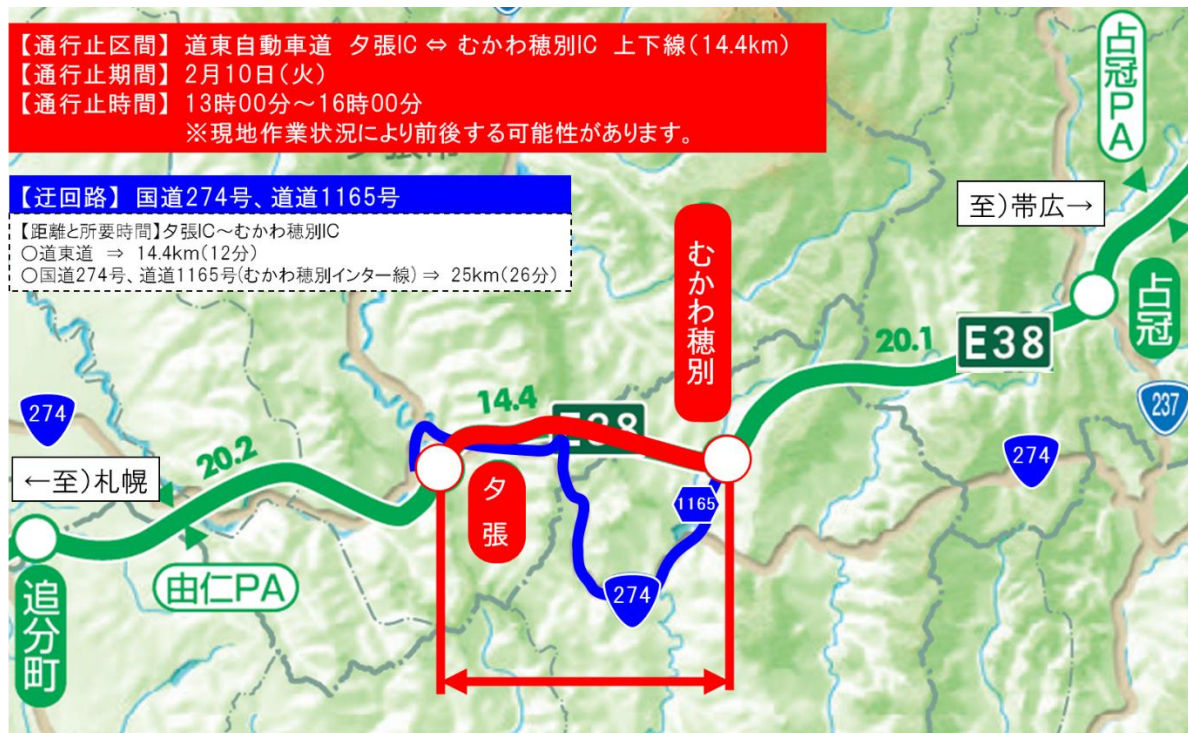 【通行止区間】 道東自動車道 夕張IC ⇔ むかわ穂別IC 上下線(14.4km)
【通行止期間】 2月10日(火)
【通行止時間】 13時00分～16時00分
※現地作業状況により前後する可能性があります。
【迂回路】 国道274号、道道1165号
【距離と所要時間】夕張IC～むかわ穂別IC
○道東道 ⇒ 14.4km(12分)
○国道274号、道道1165号(むかわ穂別インター線) ⇒ 25km(26分)
占冠PA
至)帯広→
むかわ穂別
占冠
20.1
E38
237
14.4
E38
274
20.2
←至)札幌
夕張
1165
274
274
由仁PA
追分町